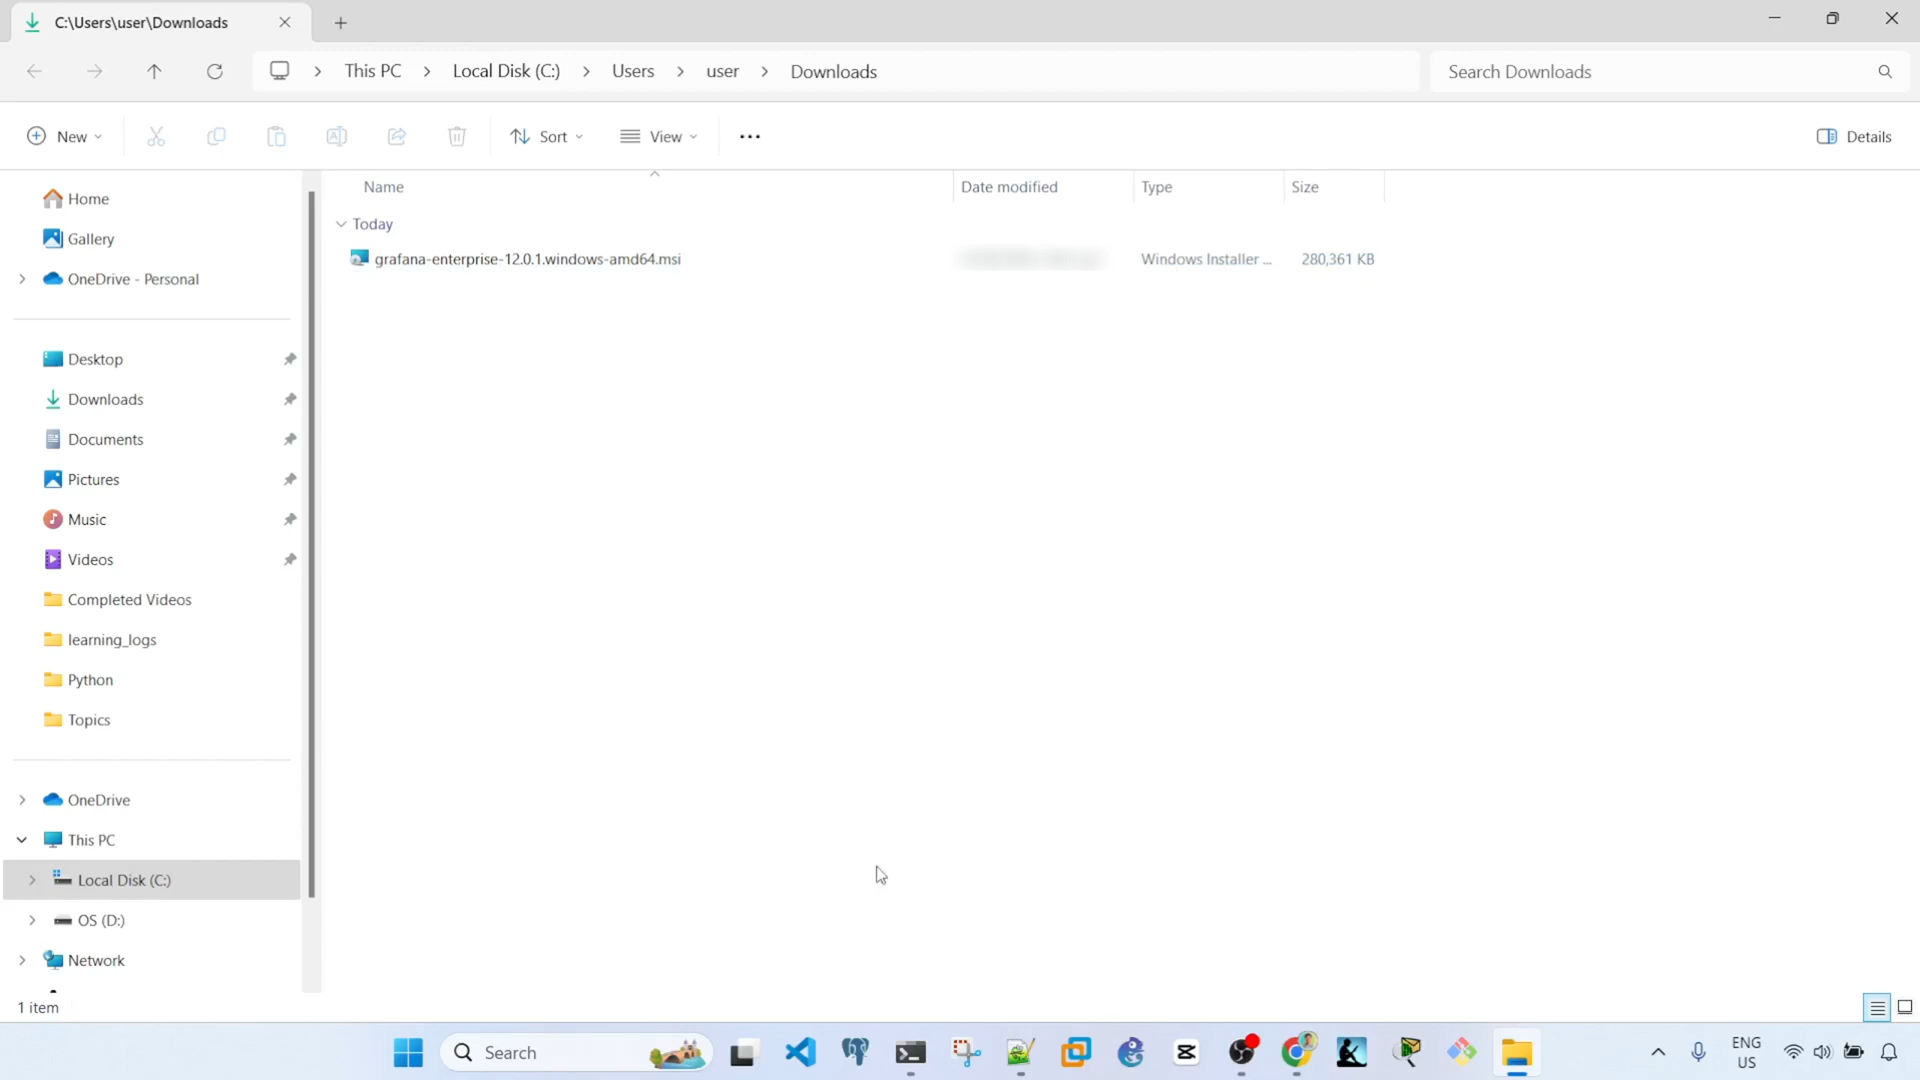 C:\Users\user\Downloads
This PC > Local Disk (C:) > Users > user > Downloads
Search Downloads
New
Sort
View
Details
Name
Date modified
Type
Size
Today
grafana-enterprise-12.0.1.windows-amd64.msi
Windows Installer ...
280,361 KB
Home
Gallery
OneDrive - Personal
Desktop
Downloads
Documents
Pictures
Music
Videos
Completed Videos
learning_logs
Python
Topics
OneDrive
This PC
Local Disk (C:)
OS (D:)
Network
1 item
Search
ENG
US